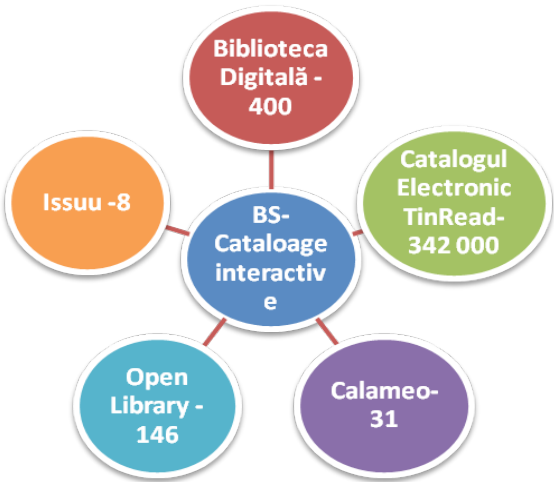 Biblioteca
Digitală -
400
Catalogul
Electronic
TinRead-
342 000
Issuu -8
BS-
Cataloage
interactiv
e
Open
Library -
146
Calameo-
31